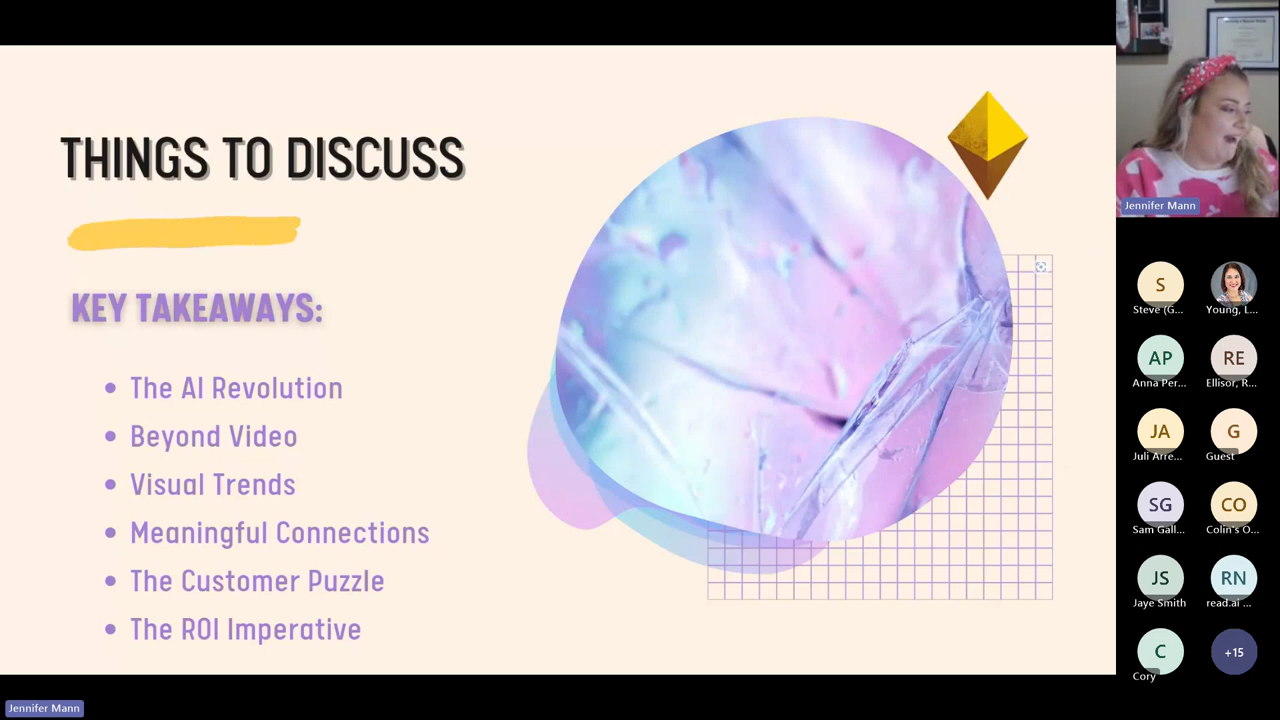 THINGS TO DISCUSS
KEY TAKEAWAYS:
• The AI Revolution
• Beyond Video
• Visual Trends
• Meaningful Connections
• The Customer Puzzle
• The ROI Imperative
Jennifer Mann
S
Steve (G...
Young, L...
AP
Anna Per...
RE
Ellisor, R...
JA
Juli Arre...
G
Guest
SG
Sam Gall...
CO
Colin's O...
JS
Jaye Smith
RN
read.ai ...
C
Cory
+15
Jennifer Mann